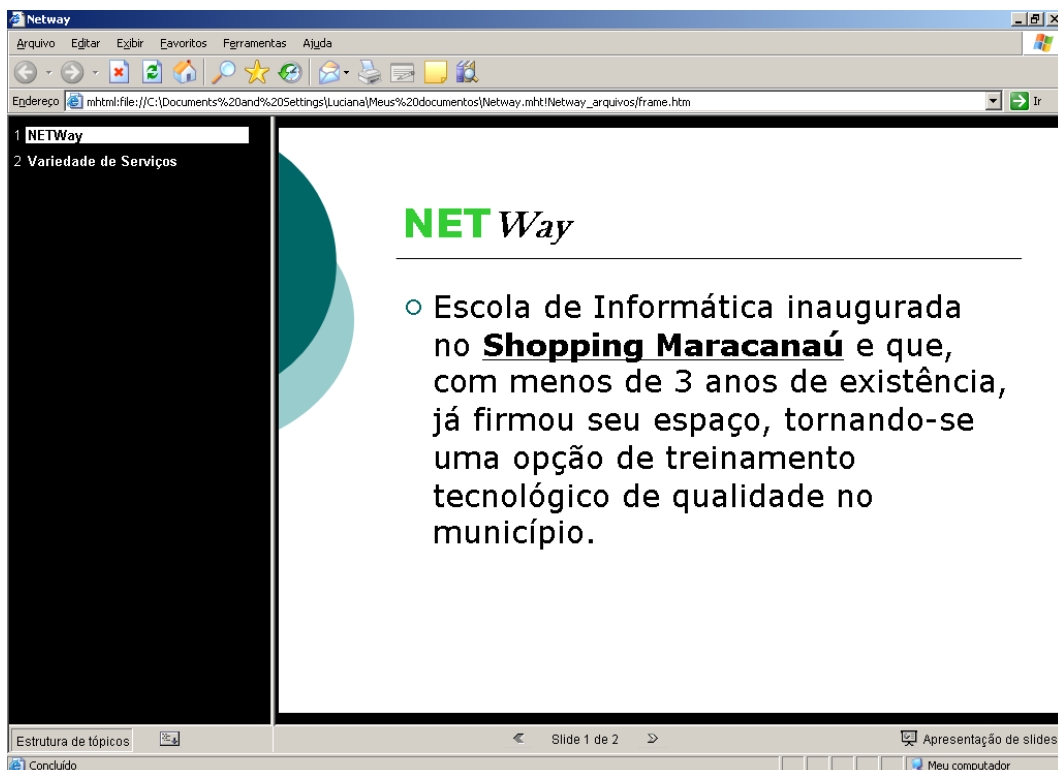 Netway
Arquivo Editar Exibir Favoritos Ferramentas Ajuda
Endereço mhtml:file://C:\Documents%20and%20Settings\Luciana\Meus%20documentos\Netway.mht!Netway_arquivos/frame.htm Ir
1 NETWay
2 Variedade de Serviços
NET Way
Escola de Informática inaugurada
no Shopping Maracanaú e que,
com menos de 3 anos de existência,
já firmou seu espaço, tornando-se
uma opção de treinamento
tecnológico de qualidade no
município.
Estrutura de tópicos Slide 1 de 2 Apresentação de slides
Concluído Meu computador